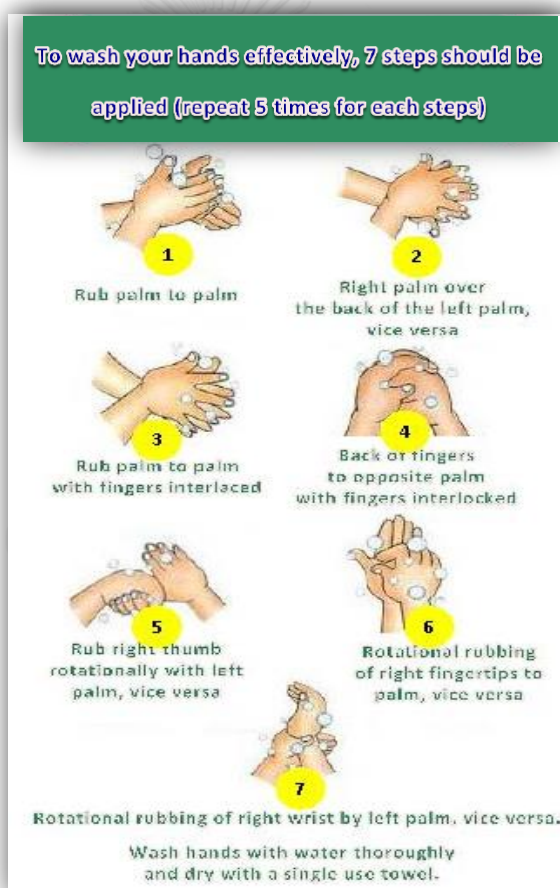 To wash your hands effectively, 7 steps should be
applied (repeat 5 times for each steps)
1
Rub palm to palm
2
Right palm over
the back of the left palm,
vice versa
3
Rub palm to palm
with fingers interlaced
4
Back of fingers
to opposite palm
with fingers interlocked
5
Rub right thumb
rotationally with left
palm, vice versa
6
Rotational rubbing
of right fingertips to
palm, vice versa
7
Rotational rubbing of right wrist by left palm, vice versa.
Wash hands with water thoroughly
and dry with a single use towel.